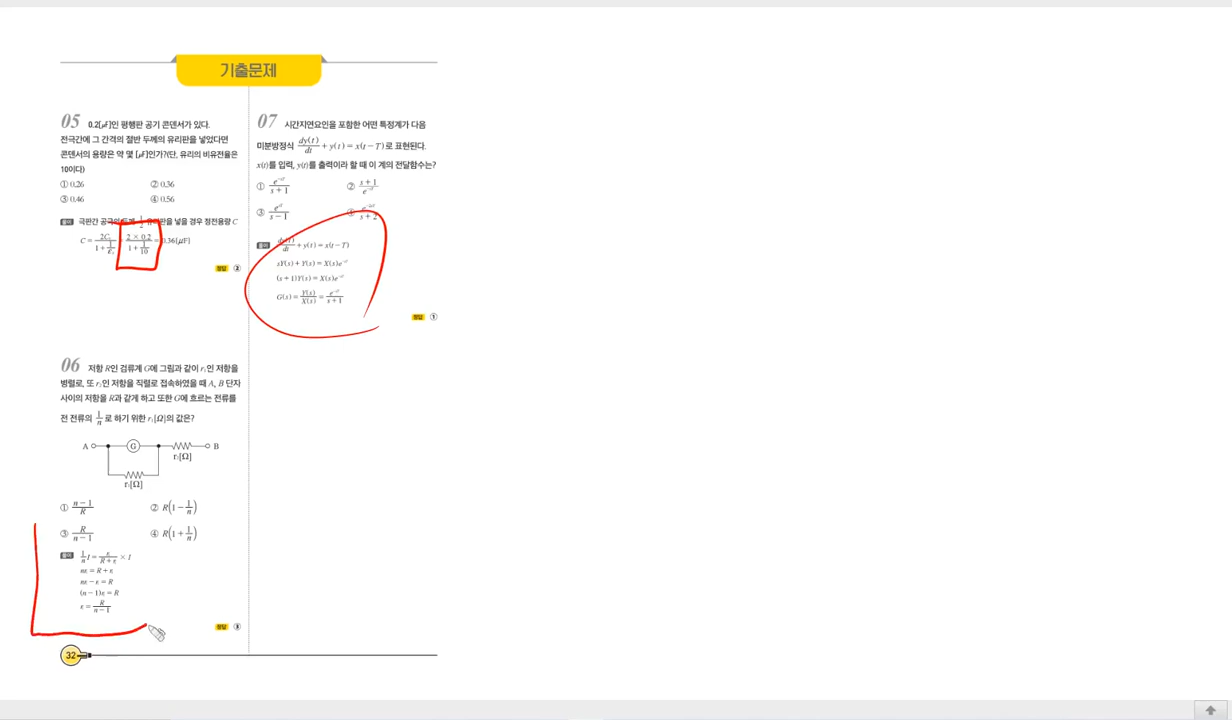 기출문제
05 0.2[μF]인 평행판 공기 콘덴서가 있다.
전극간에 그 간격의 절반 두께의 유리판을 넣었다면
콘덴서의 용량은 약 몇 [μF]인가?(단, 유리의 비유전율은
10이다)
① 0.26 ② 0.36
③ 0.46 ④ 0.56
풀이 극판간 공극의 두께 1/2 유리판을 넣을 경우 정전용량 C
= 2 × 0.2 / 1 + 1/10 = 0.36[μF]
정답 ②
06 저항 R인 검류계 G에 그림과 같이 r₁인 저항을
병렬로, 또 r₂인 저항을 직렬로 접속하였을 때 A, B 단자
사이의 저항을 R과 같게 하고 또한 G에 흐르는 전류를
전 전류의 1/n로 하기 위한 r₁[Ω]의 값은?
A G B
r₂[Ω]
r₁[Ω]
① n−1/R ② R(1−1/n)
③ R/n−1 ④ R(1+1/n)
풀이
정답 ③
07 시간지연요인을 포함한 어떤 특정계가 다음
미분방정식 dy(t)/dt + y(t) = x(t−T)로 표현된다.
x(t)를 입력, y(t)를 출력이라 할 때 이 계의 전달함수는?
① e^−sT/s+1 ② s+1/e^−sT
③ e^sT/s−1 ④ e^−2sT/s+2
풀이 dy(t)/dt + y(t) = x(t−T)
sY(s) + Y(s) = X(s)e^−sT
(s+1)Y(s) = X(s)e^−sT
G(s) = Y(s)/X(s) = e^−sT/s+1
정답 ①
32